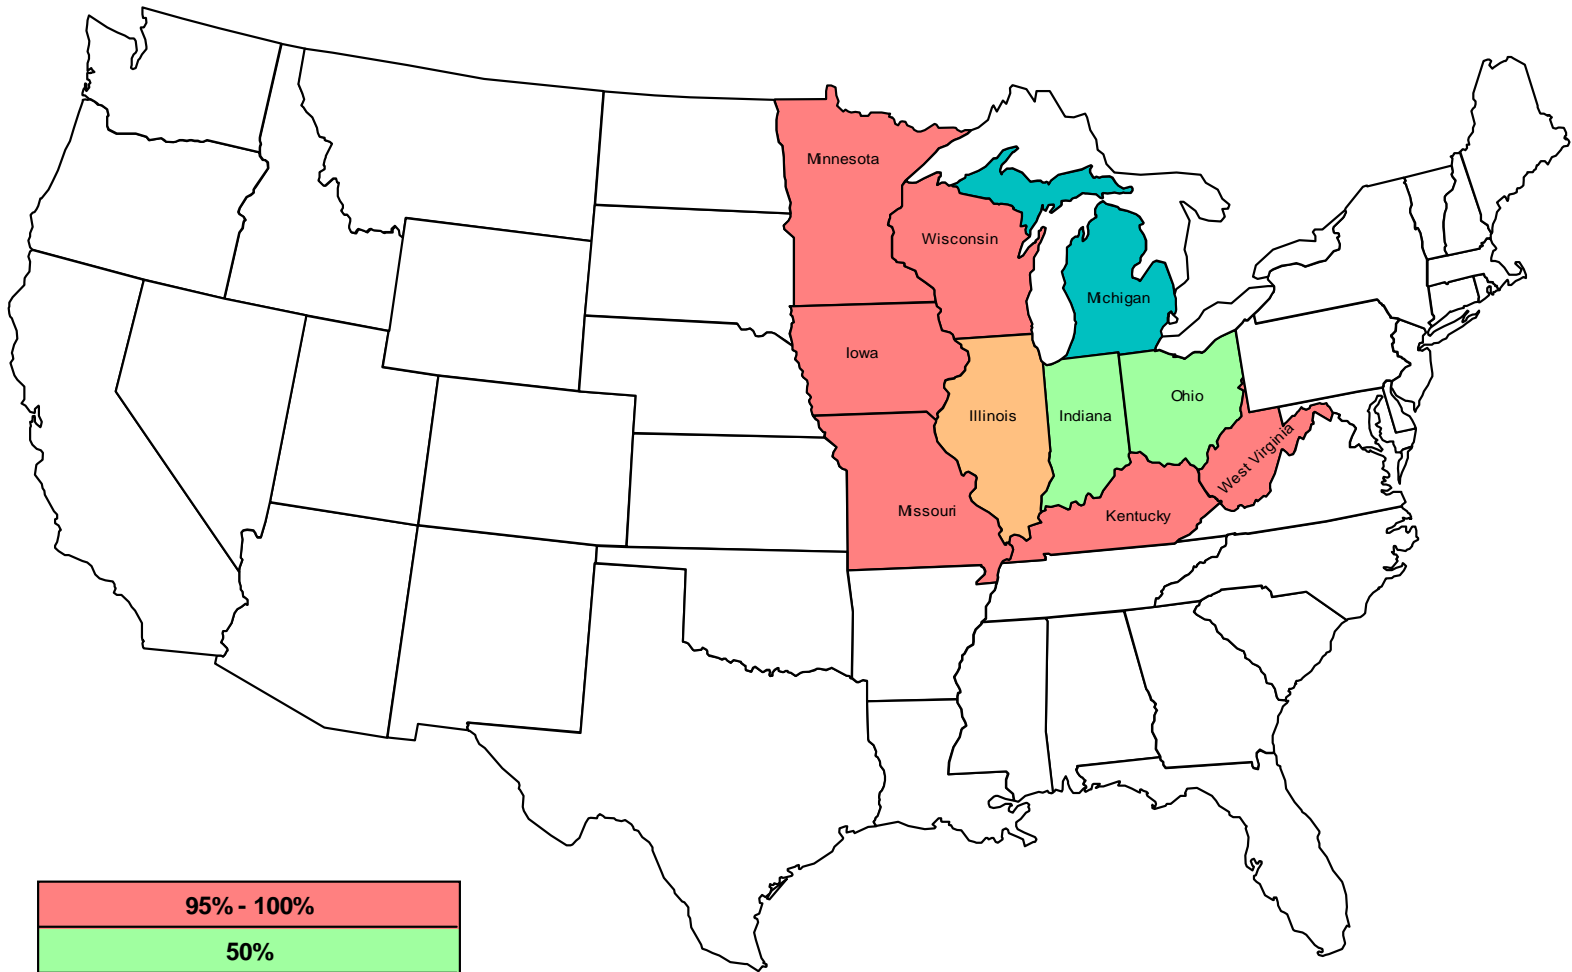 Minnesota
Wisconsin
Michigan
Iowa
Ohio
Illinois
Indiana
West Virginia
Missouri
Kentucky
95% - 100%
50%